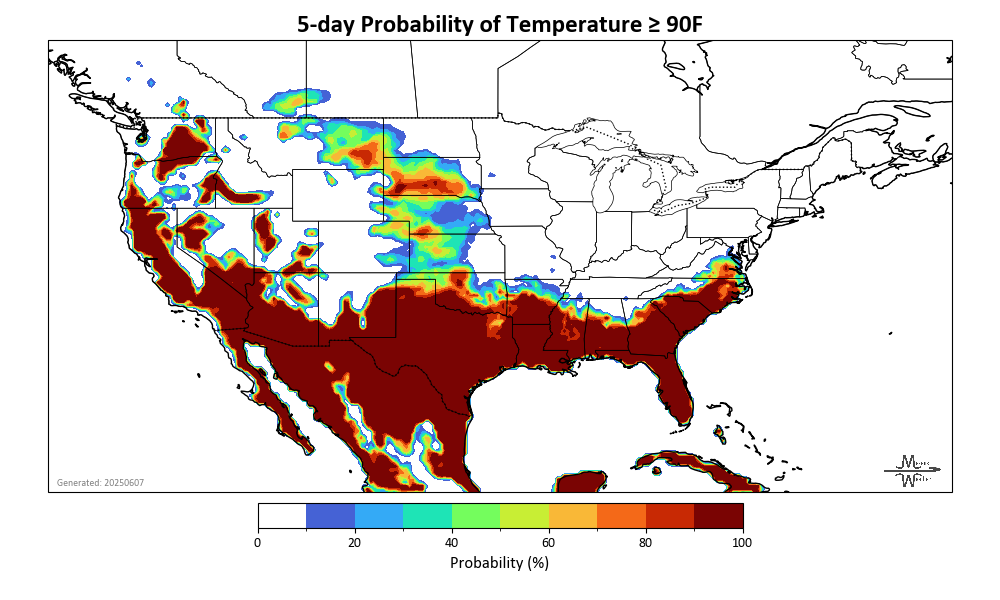 5-day Probability of Temperature ≥ 90F
Generated: 20250607
0 20 40 60 80 100
Probability (%)